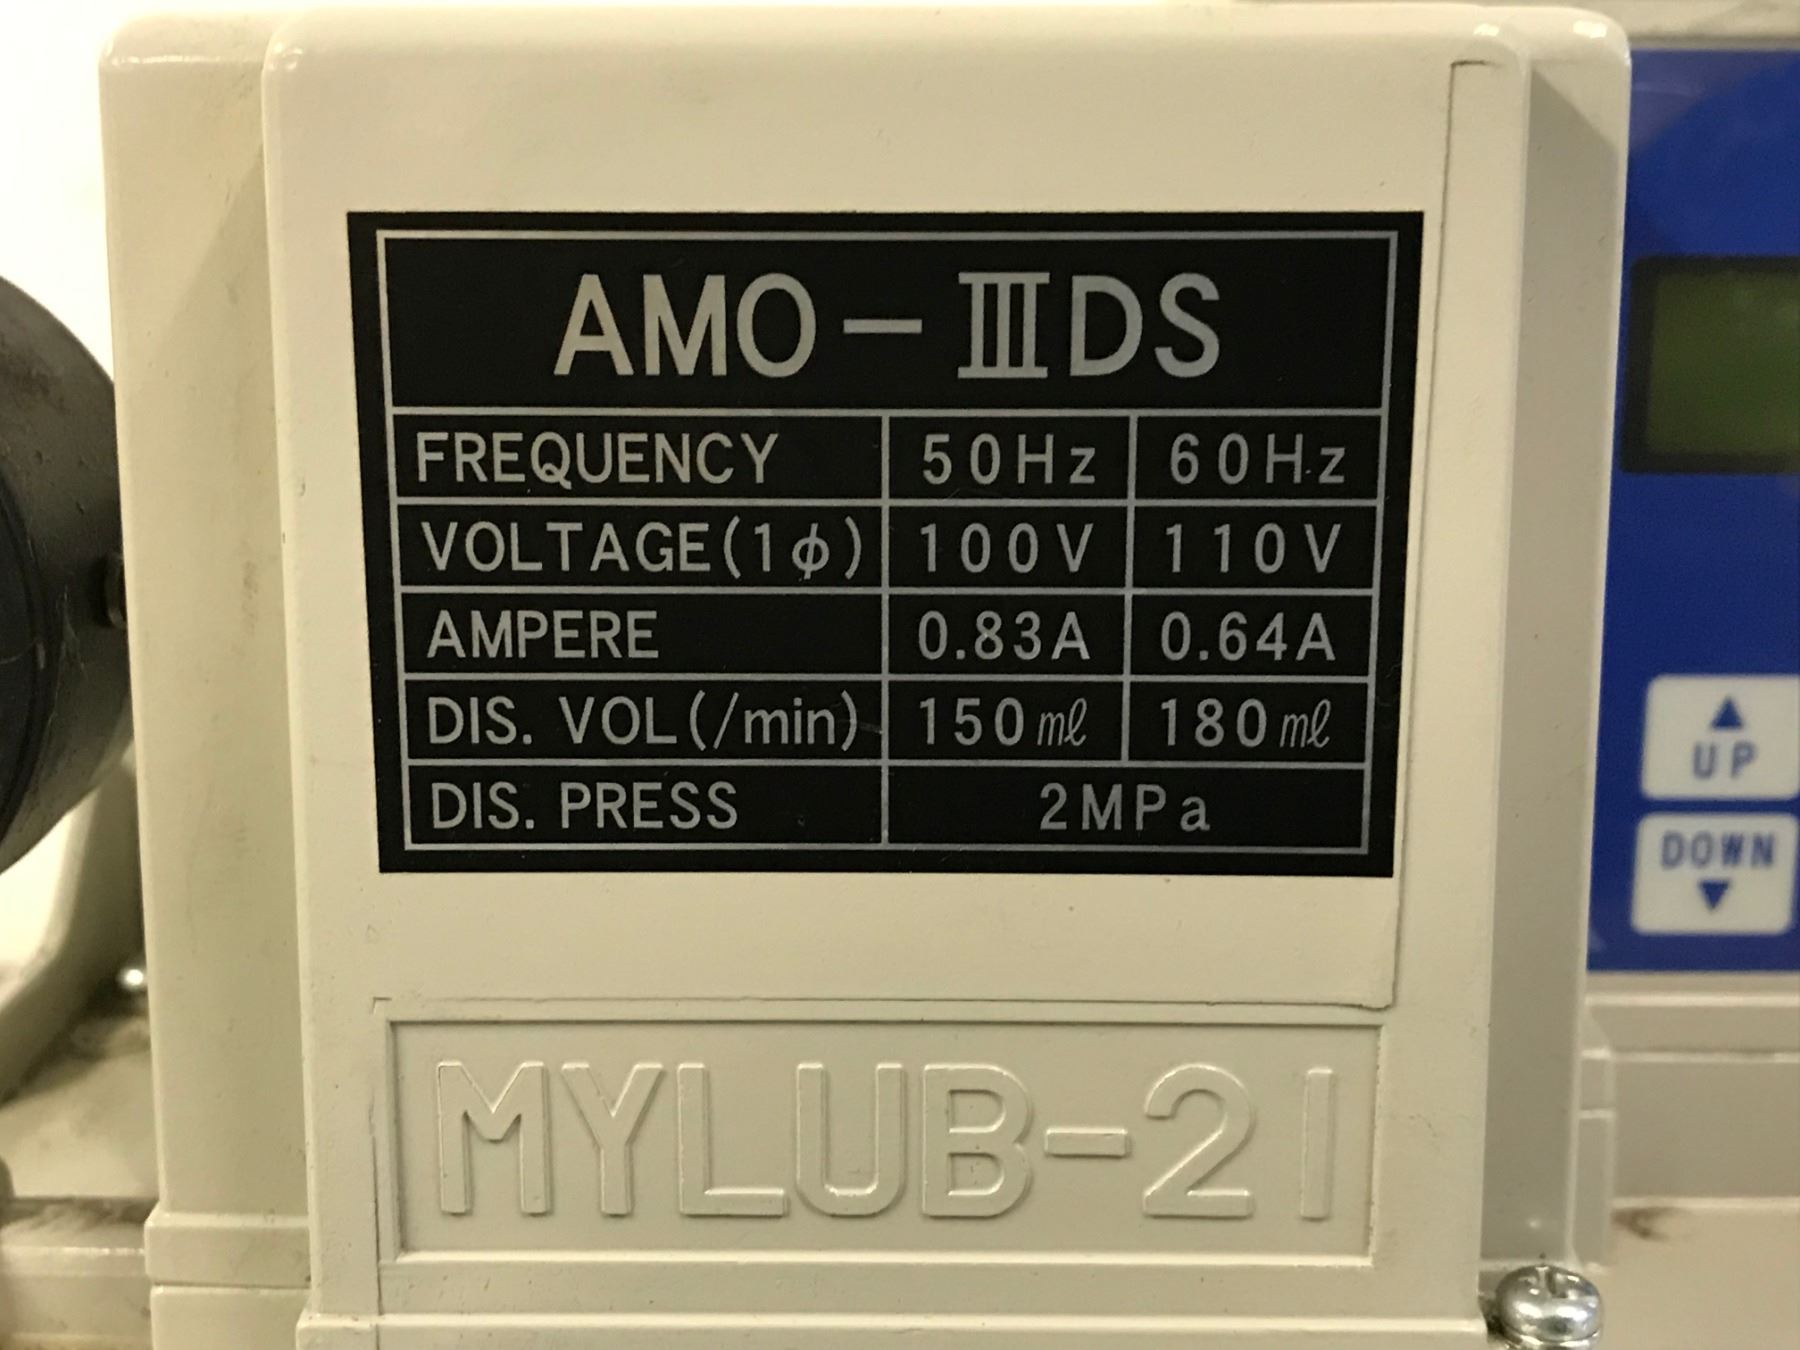 AMO-ⅢDS
FREQUENCY 50Hz 60Hz
VOLTAGE(1φ) 100V 110V
AMPERE 0.83A 0.64A
DIS. VOL(/min) 150㎖ 180㎖
DIS. PRESS 2MPa
MYLUB-21
▲
UP
DOWN
▼